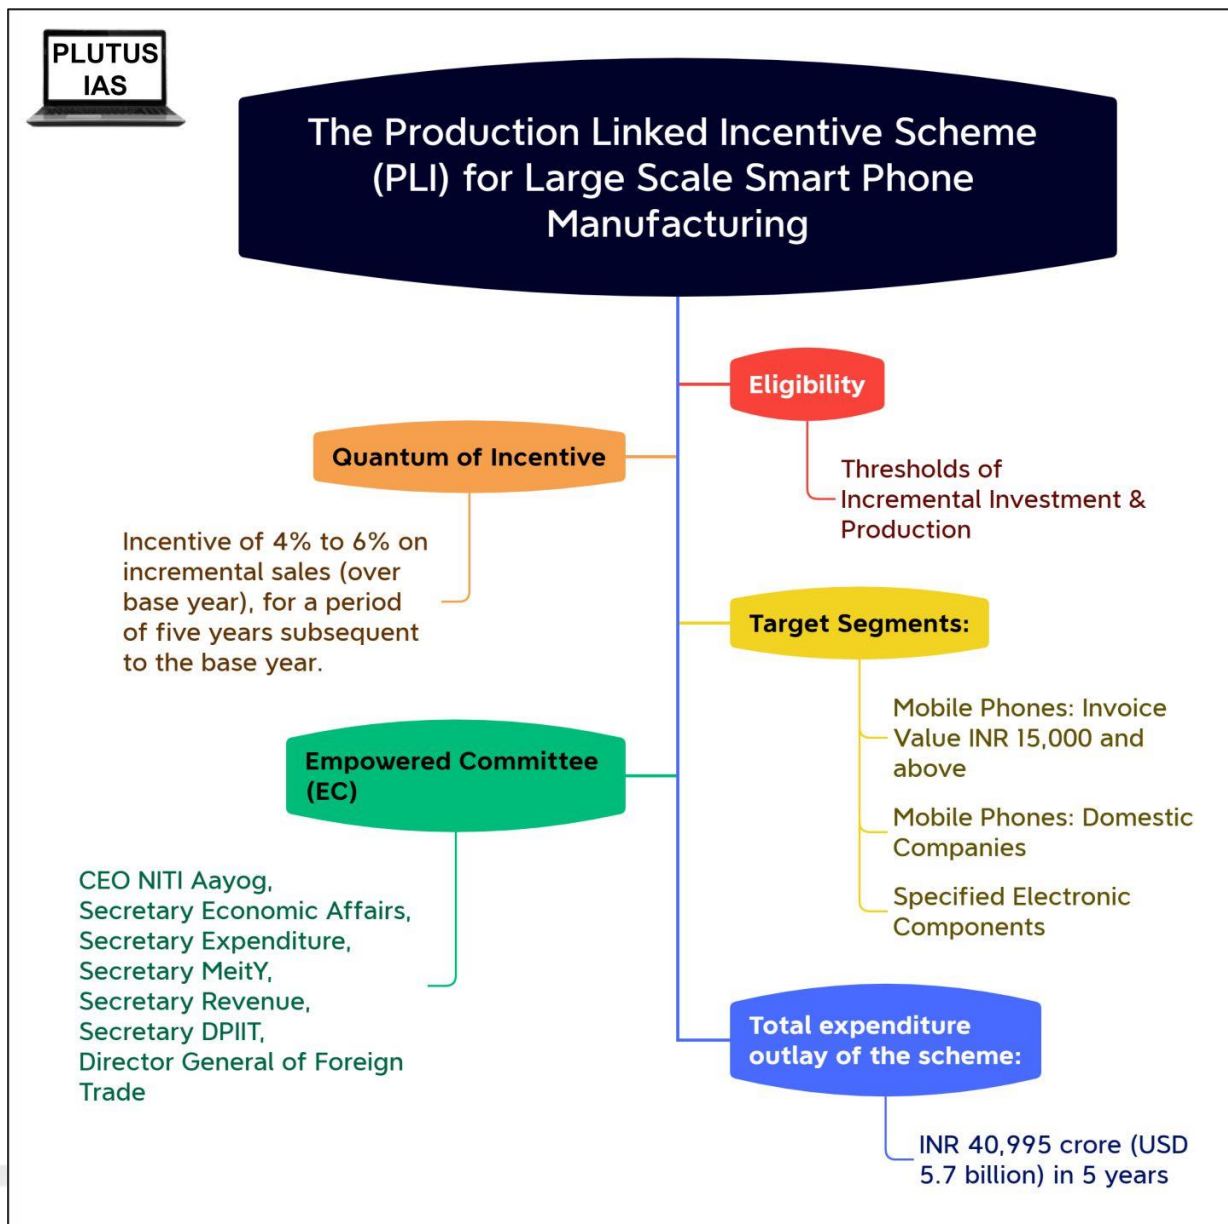 PLUTUS
IAS
The Production Linked Incentive Scheme
(PLI) for Large Scale Smart Phone
Manufacturing
Eligibility
Thresholds of
Incremental Investment &
Production
Quantum of Incentive
Incentive of 4% to 6% on
incremental sales (over
base year), for a period
of five years subsequent
to the base year.
Target Segments:
Mobile Phones: Invoice
Value INR 15,000 and
above
Mobile Phones: Domestic
Companies
Specified Electronic
Components
Empowered Committee
(EC)
CEO NITI Aayog,
Secretary Economic Affairs,
Secretary Expenditure,
Secretary MeitY,
Secretary Revenue,
Secretary DPIIT,
Director General of Foreign
Trade
Total expenditure
outlay of the scheme:
INR 40,995 crore (USD
5.7 billion) in 5 years